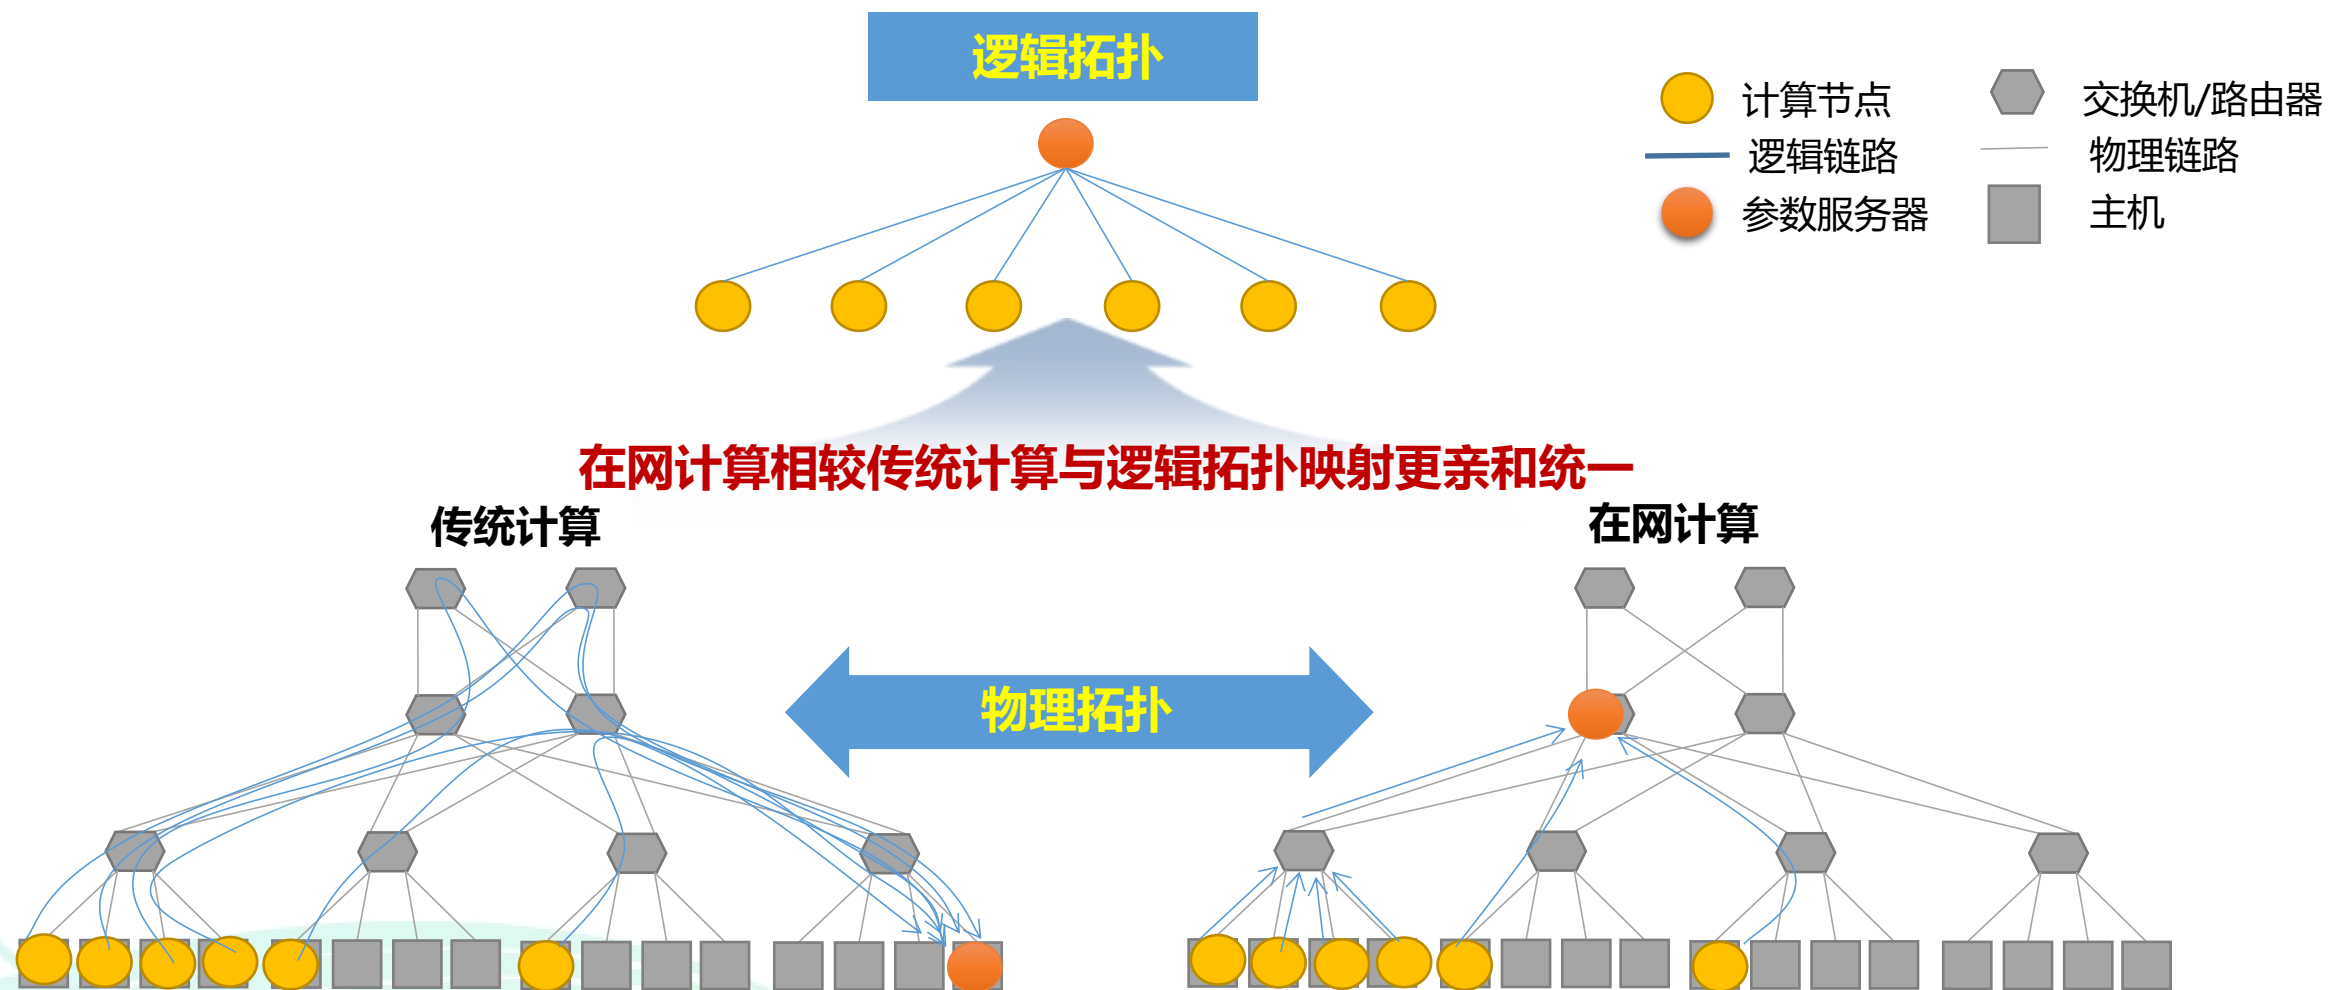 逻辑拓扑
计算节点
交换机/路由器
逻辑链路
物理链路
参数服务器
主机
在网计算相较传统计算与逻辑拓扑映射更亲和统一
传统计算
在网计算
物理拓扑